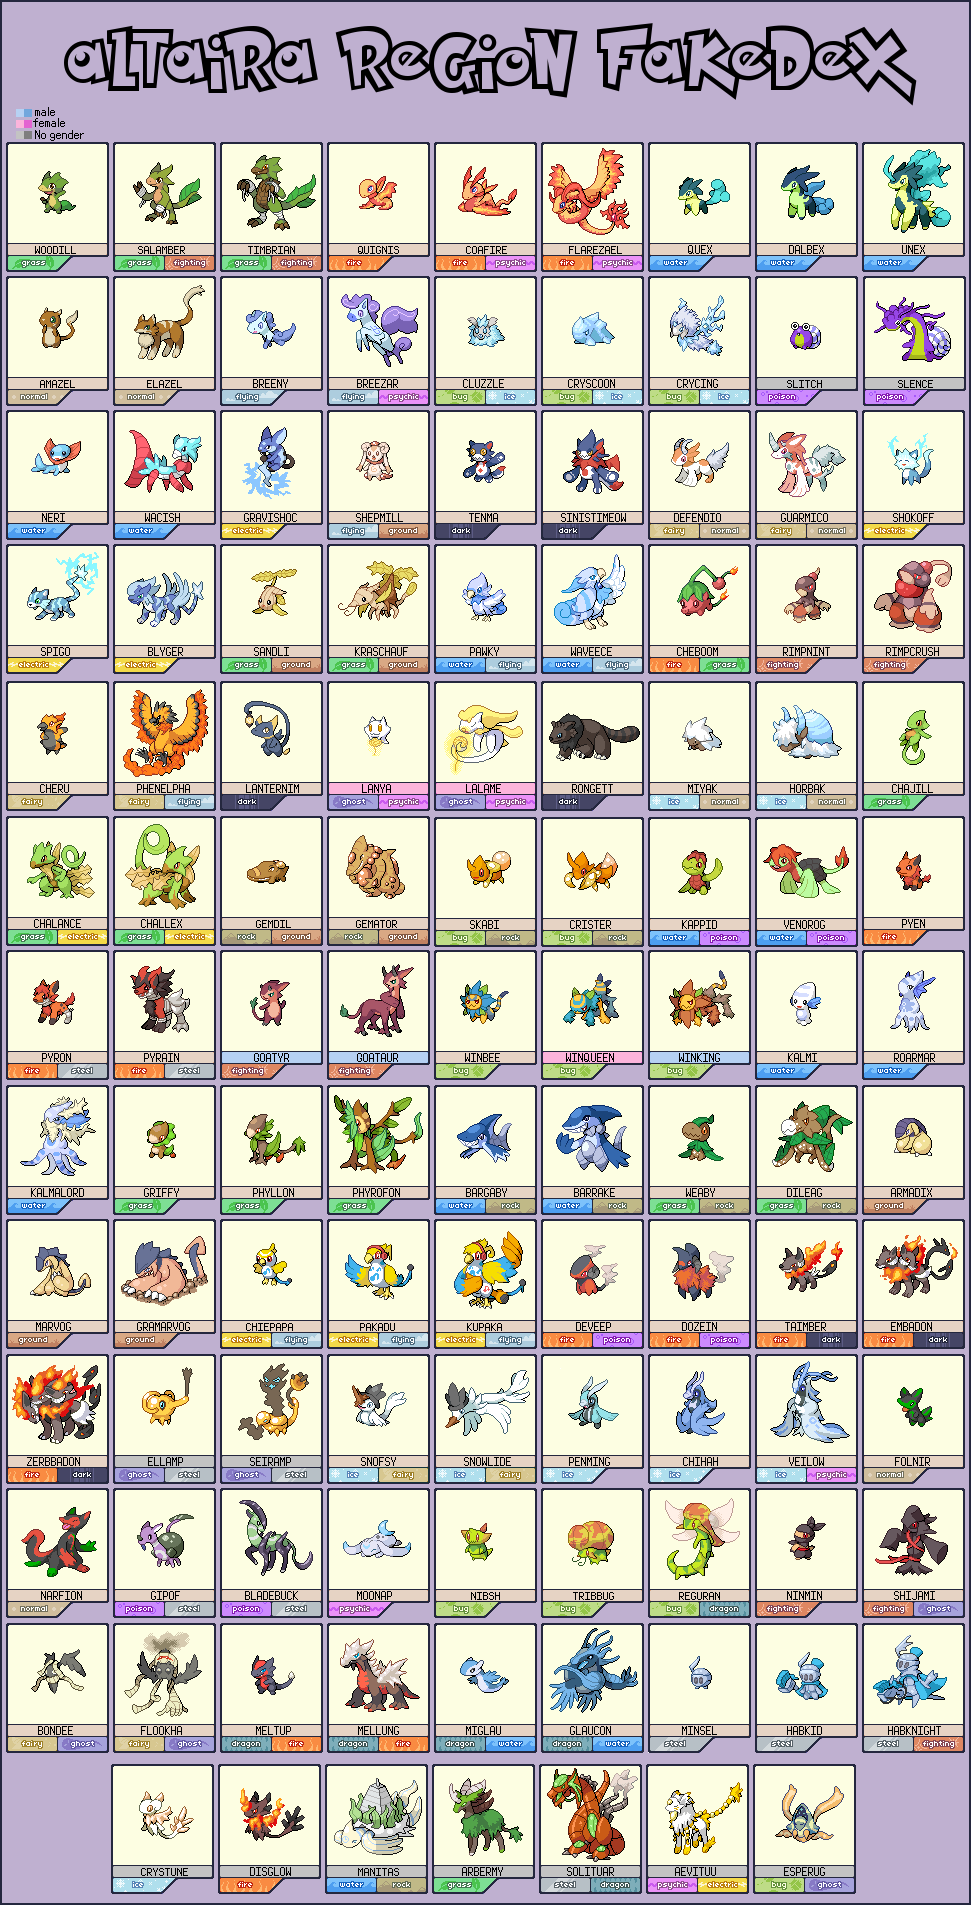 aLTaiRa ReGioN FaKeDeX
male
female
No gender
WOODILL SALAMBER TIMBRIAN QUIGNIS COAFIRE FLAREZAEL QUEX DALBEX UNEX
grass grass fighting grass fighting fire fire psychic fire psychic water water water
AMAZEL ELAZEL BREENY BREEZAR CLUZZLE CRYSCOON CRYCING SLITCH SLENCE
normal normal flying flying psychic bug ice bug ice bug ice poison poison
NERI WACISH GRAVISHOC SHEPMILL TENMA SINISTIMEOW DEFENDIO GUARMICO SHOKOFF
water water electric flying ground dark dark fairy normal fairy normal electric
SPIGO BLYGER SANDLI KRASCHAUF PAWKY WAVEECE CHEBOOM RIMPNINT RIMPCRUSH
electric electric grass ground grass ground water flying water flying fire grass fighting fighting
CHERU PHENELPHA LANTERNIM LANYA LALAME RONGETT MIYAK HORBAK CHAJILL
fairy fairy flying dark ghost psychic ghost psychic dark ice normal ice normal grass
CHALANCE CHALLEX GEMDIL GEMATOR SKABI CRISTER KAPPID VENOROG PYEN
grass electric grass electric rock ground rock ground bug rock bug rock water poison water poison fire
PYRON PYRAIN GOATYR GOATAUR WINBEE WINQUEEN WINKING KALMI ROARMAR
fire steel fire steel fighting fighting bug bug bug water water
KALMALORD GRIFFY PHYLLON PHYROFON BARGABY BARRAKE WEABY DILEAG ARMADIX
water grass grass grass water rock water rock grass rock grass rock ground
MARVOG GRAMARVOG CHIEPAPA PAKADU KUPAKA DEVEEP DOZEIN TAIMBER EMBADON
ground ground electric flying electric flying electric flying fire poison fire poison fire dark fire dark
ZERBBADON ELLAMP SEIRAMP SNOFSY SNOWLIDE PENMING CHIHAH VEILOW FOLNIR
fire dark ghost steel ghost steel ice fairy ice fairy ice ice ice psychic normal
NARFION GIPOF BLADEBUCK MOONAP NIBSH TRIBBUG REGURAN NINMIN SHIJAMI
normal poison steel poison steel psychic bug bug bug dragon fighting fighting ghost
BONDEE FLOOKHA MELTUP MELLUNG MIGLAU GLAUCON MINSEL HABKID HABKNIGHT
fairy ghost fairy ghost dragon fire dragon fire dragon water dragon water steel steel steel fighting
CRYSTUNE DISGLOW MANITAS ARBERMY SOLITUAR AEVITUU ESPERUG
ice fire water rock grass steel dragon psychic electric bug ghost